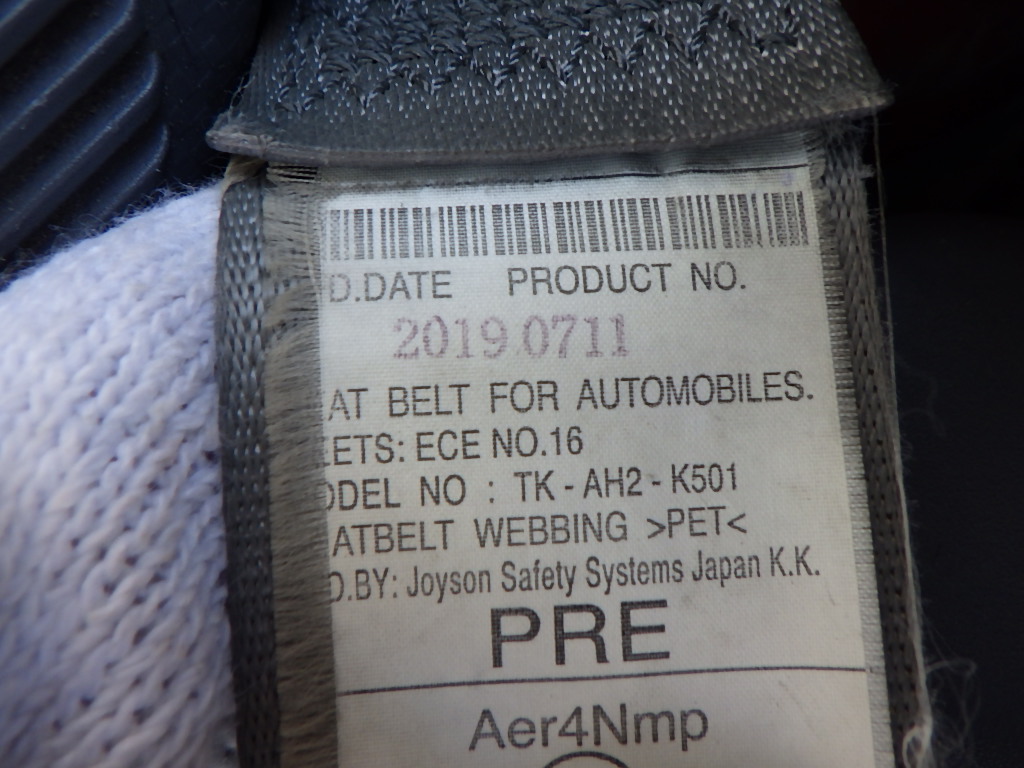 D.DATE PRODUCT NO.
2019.0711
AT BELT FOR AUTOMOBILES.
ETS: ECE NO.16
ODEL NO : TK - AH2 - K501
ATBELT WEBBING >PET<
D.BY: Joyson Safety Systems Japan K.K.
PRE
Aer4Nmp